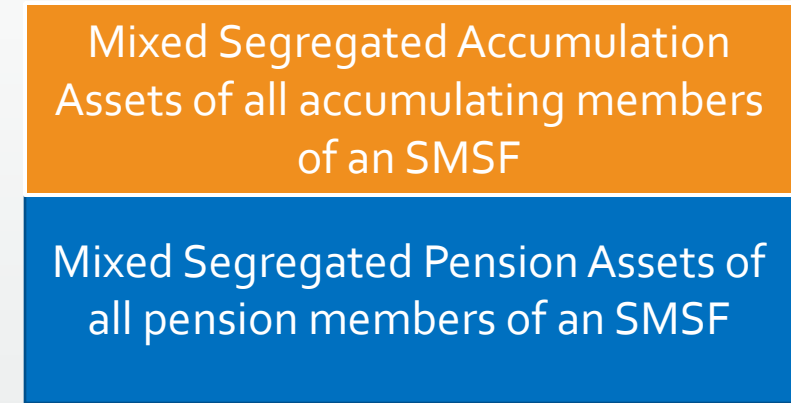 Mixed Segregated Accumulation
Assets of all accumulating members
of an SMSF
Mixed Segregated Pension Assets of
all pension members of an SMSF